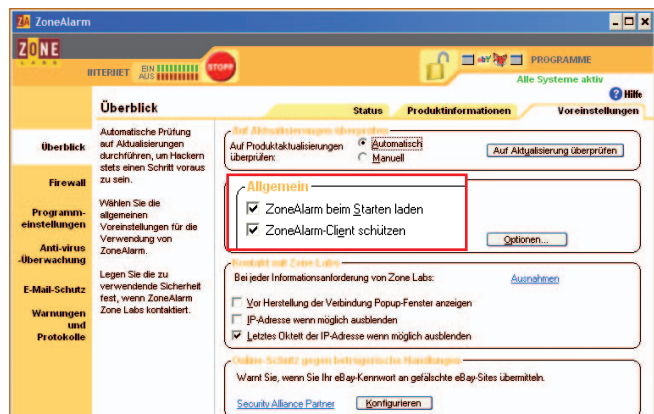 ZA ZoneAlarm
ZONE
LABS
INTERNET EIN
AUS
STOPP
PROGRAMME
Alle Systeme aktiv
Hilfe
Überblick
Status Produktinformationen Voreinstellungen
Überblick
Firewall
Programm-
einstellungen
Anti-virus
-Überwachung
E-Mail-Schutz
Warnungen
und
Protokolle
Automatische Prüfung
auf Aktualisierungen
durchführen, um Hackern
stets einen Schritt voraus
zu sein.
Wählen Sie die
allgemeinen
Voreinstellungen für die
Verwendung von
ZoneAlarm.
Legen Sie die zu
verwendende Sicherheit
fest, wenn ZoneAlarm
Zone Labs kontaktiert.
Auf Aktualisierungen überprüfen
Auf Produktaktualisierungen
überprüfen:
Automatisch
Manuell
Auf Aktualisierung überprüfen
Allgemein
ZoneAlarm beim Starten laden
ZoneAlarm-Client schützen
Optionen...
Kontakt mit Zone Labs
Bei jeder Informationsanforderung von Zone Labs:
Ausnahmen
Vor Herstellung der Verbindung Popup-Fenster anzeigen
IP-Adresse wenn möglich ausblenden
Letztes Oktett der IP-Adresse wenn möglich ausblenden
Online-Schutz gegen betrügerische Handlungen
Warnt Sie, wenn Sie Ihr eBay-Kennwort an gefälschte eBay-Sites übermitteln.
Security Alliance Partner
Konfigurieren